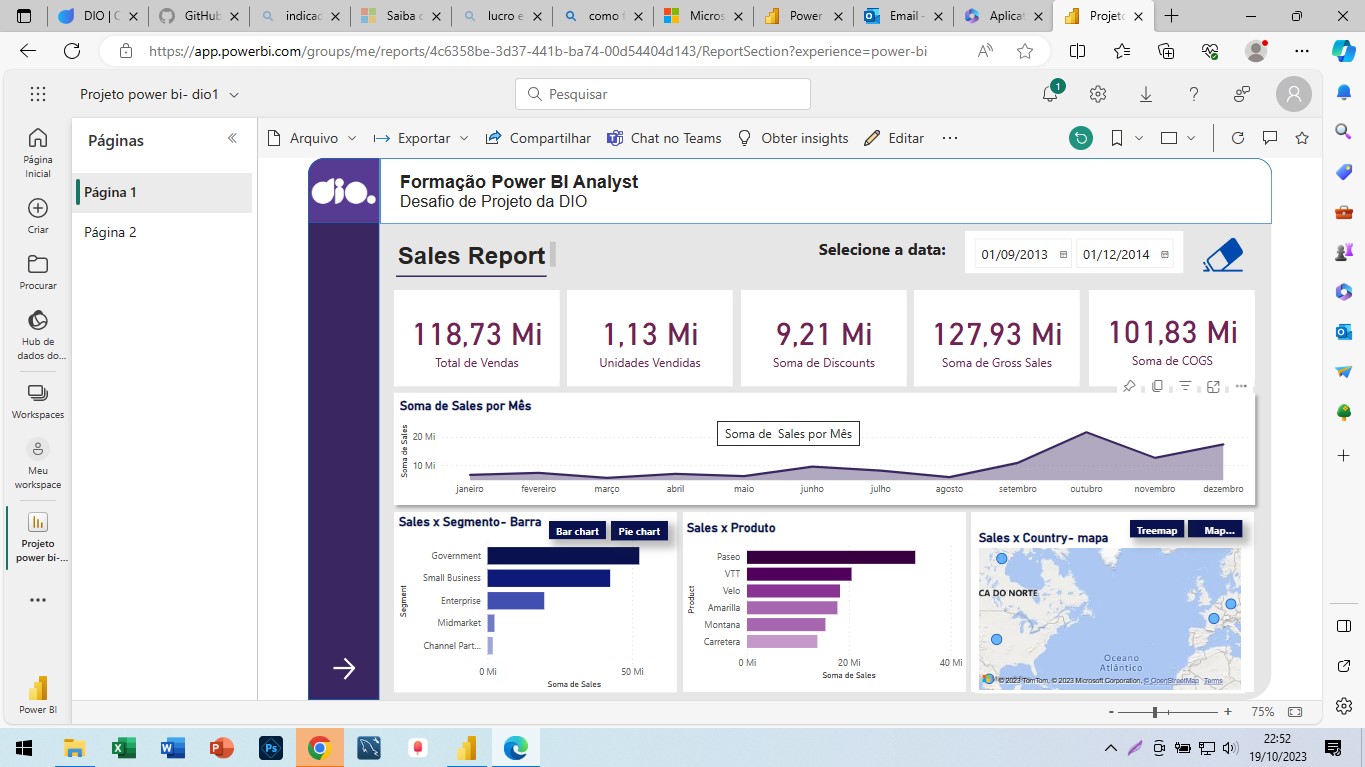 DIO | C
GitHub
indicac
Saiba c
lucro e
como f
Micros
Power
Email -
Aplicat
Projeto
https://app.powerbi.com/groups/me/reports/4c6358be-3d37-441b-ba74-00d54404d143/ReportSection?experience=power-bi
Projeto power bi- dio1
Pesquisar
1
Página
Inicial
Criar
Procurar
Hub de
dados do...
Workspaces
Meu
workspace
Projeto
power bi-...
Power BI
Páginas
Página 1
Página 2
Arquivo
Exportar
Compartilhar
Chat no Teams
Obter insights
Editar
dio.
Formação Power BI Analyst
Desafio de Projeto da DIO
Sales Report
Selecione a data:
01/09/2013
01/12/2014
118,73 Mi
Total de Vendas
1,13 Mi
Unidades Vendidas
9,21 Mi
Soma de Discounts
127,93 Mi
Soma de Gross Sales
101,83 Mi
Soma de COGS
Soma de Sales por Mês
Soma de Sales
20 Mi
10 Mi
Soma de  Sales por Mês
janeiro
fevereiro
março
abril
maio
junho
julho
agosto
setembro
outubro
novembro
dezembro
Sales x Segmento- Barra
Bar chart
Pie chart
Segment
Government
Small Business
Enterprise
Midmarket
Channel Part...
0 Mi
50 Mi
Soma de Sales
Sales x Produto
Product
Paseo
VTT
Velo
Amarilla
Montana
Carretera
0 Mi
20 Mi
40 Mi
Soma de Sales
Sales x Country- mapa
Treemap
Map...
CA DO NORTE
Oceano
Atlântico
© 2023 TomTom, © 2023 Microsoft Corporation, © OpenStreetMap Terms
75%
22:52
19/10/2023